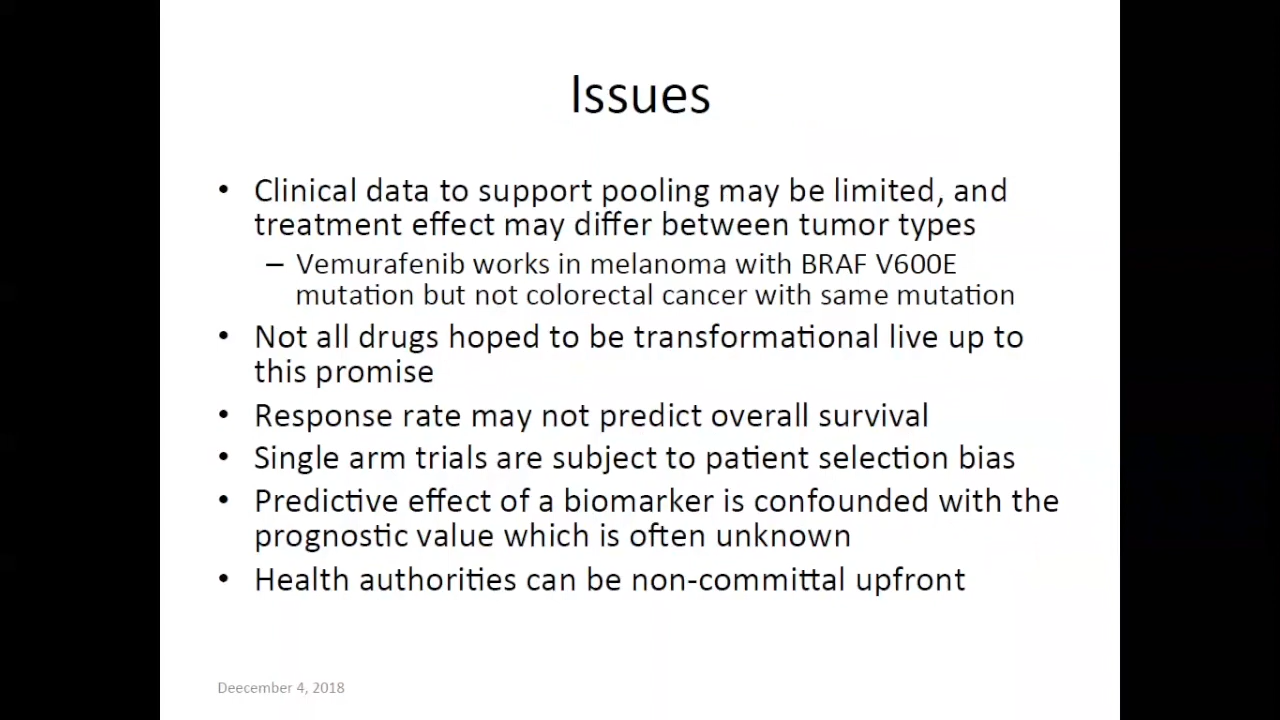 Issues
• Clinical data to support pooling may be limited, and
treatment effect may differ between tumor types
– Vemurafenib works in melanoma with BRAF V600E
mutation but not colorectal cancer with same mutation
• Not all drugs hoped to be transformational live up to
this promise
• Response rate may not predict overall survival
• Single arm trials are subject to patient selection bias
• Predictive effect of a biomarker is confounded with the
prognostic value which is often unknown
• Health authorities can be non-committal upfront
Deecember 4, 2018